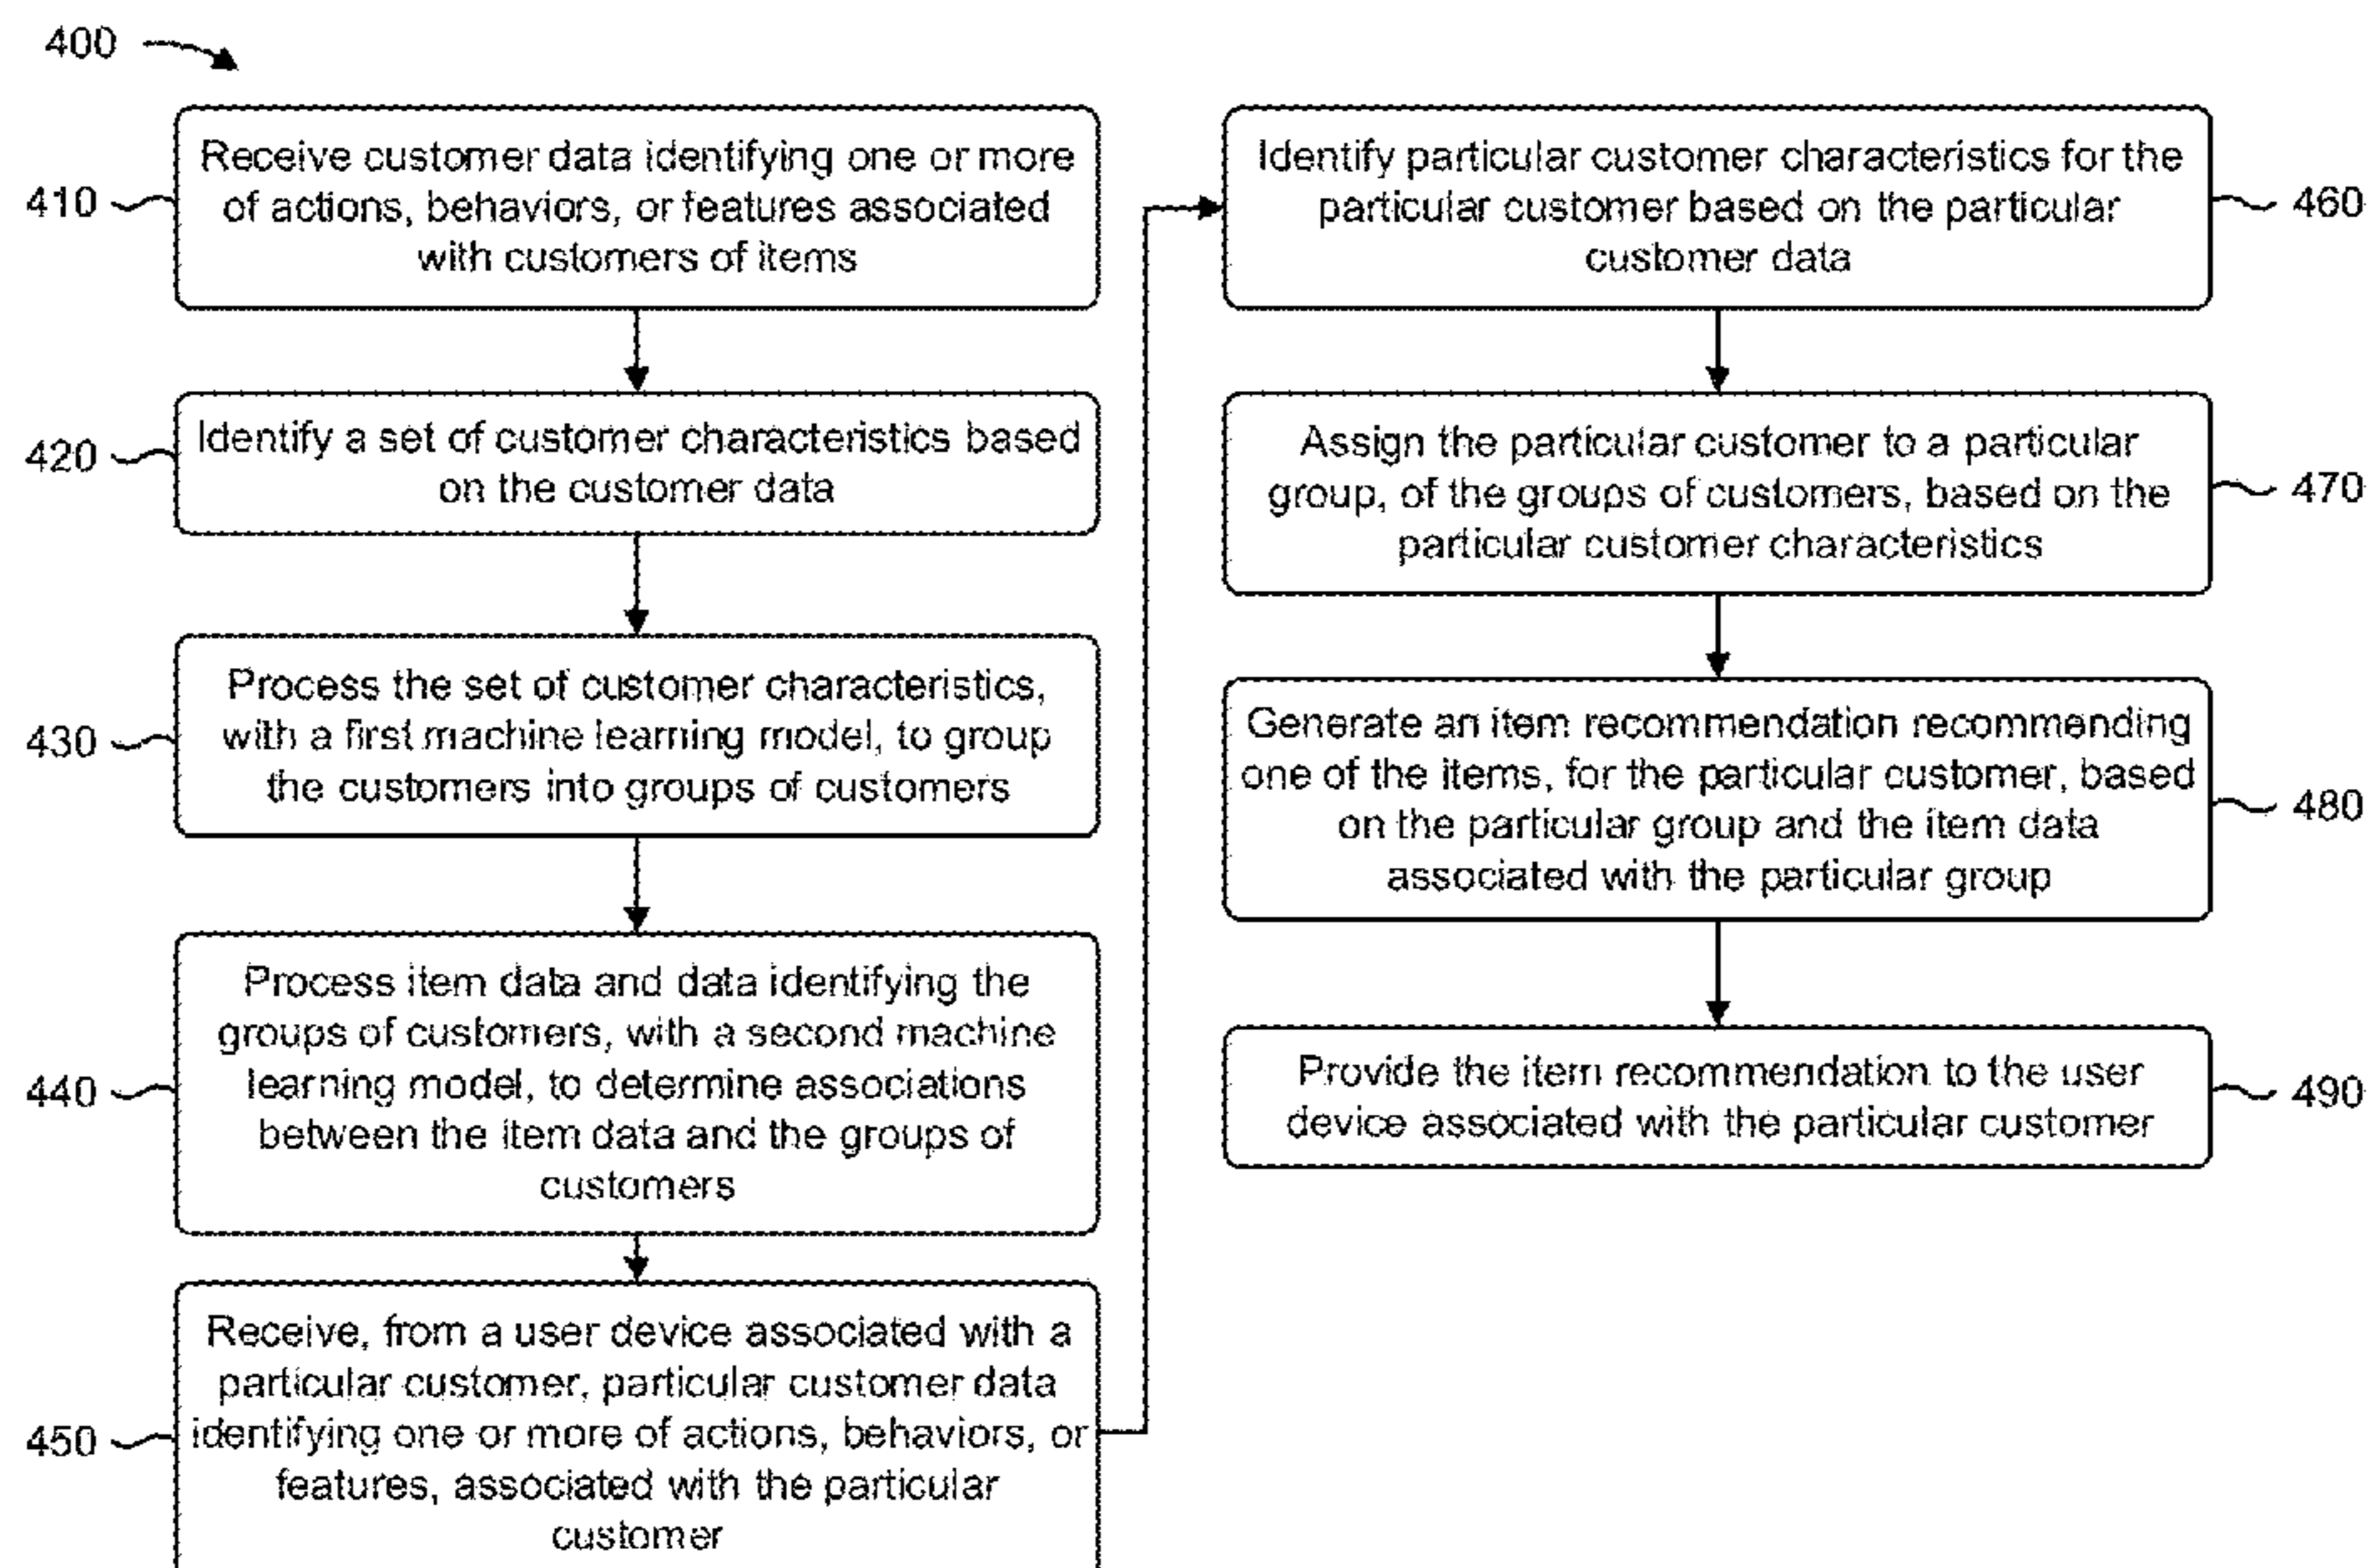 400
410
Receive customer data identifying one or more
of actions, behaviors, or features associated
with customers of items
420
Identify a set of customer characteristics based
on the customer data
430
Process the set of customer characteristics,
with a first machine learning model, to group
the customers into groups of customers
440
Process item data and data identifying the
groups of customers, with a second machine
learning model, to determine associations
between the item data and the groups of
customers
450
Receive, from a user device associated with a
particular customer, particular customer data
identifying one or more of actions, behaviors, or
features, associated with the particular
customer
460
Identify particular customer characteristics for the
particular customer based on the particular
customer data
470
Assign the particular customer to a particular
group, of the groups of customers, based on the
particular customer characteristics
480
Generate an item recommendation recommending
one of the items, for the particular customer, based
on the particular group and the item data
associated with the particular group
490
Provide the item recommendation to the user
device associated with the particular customer